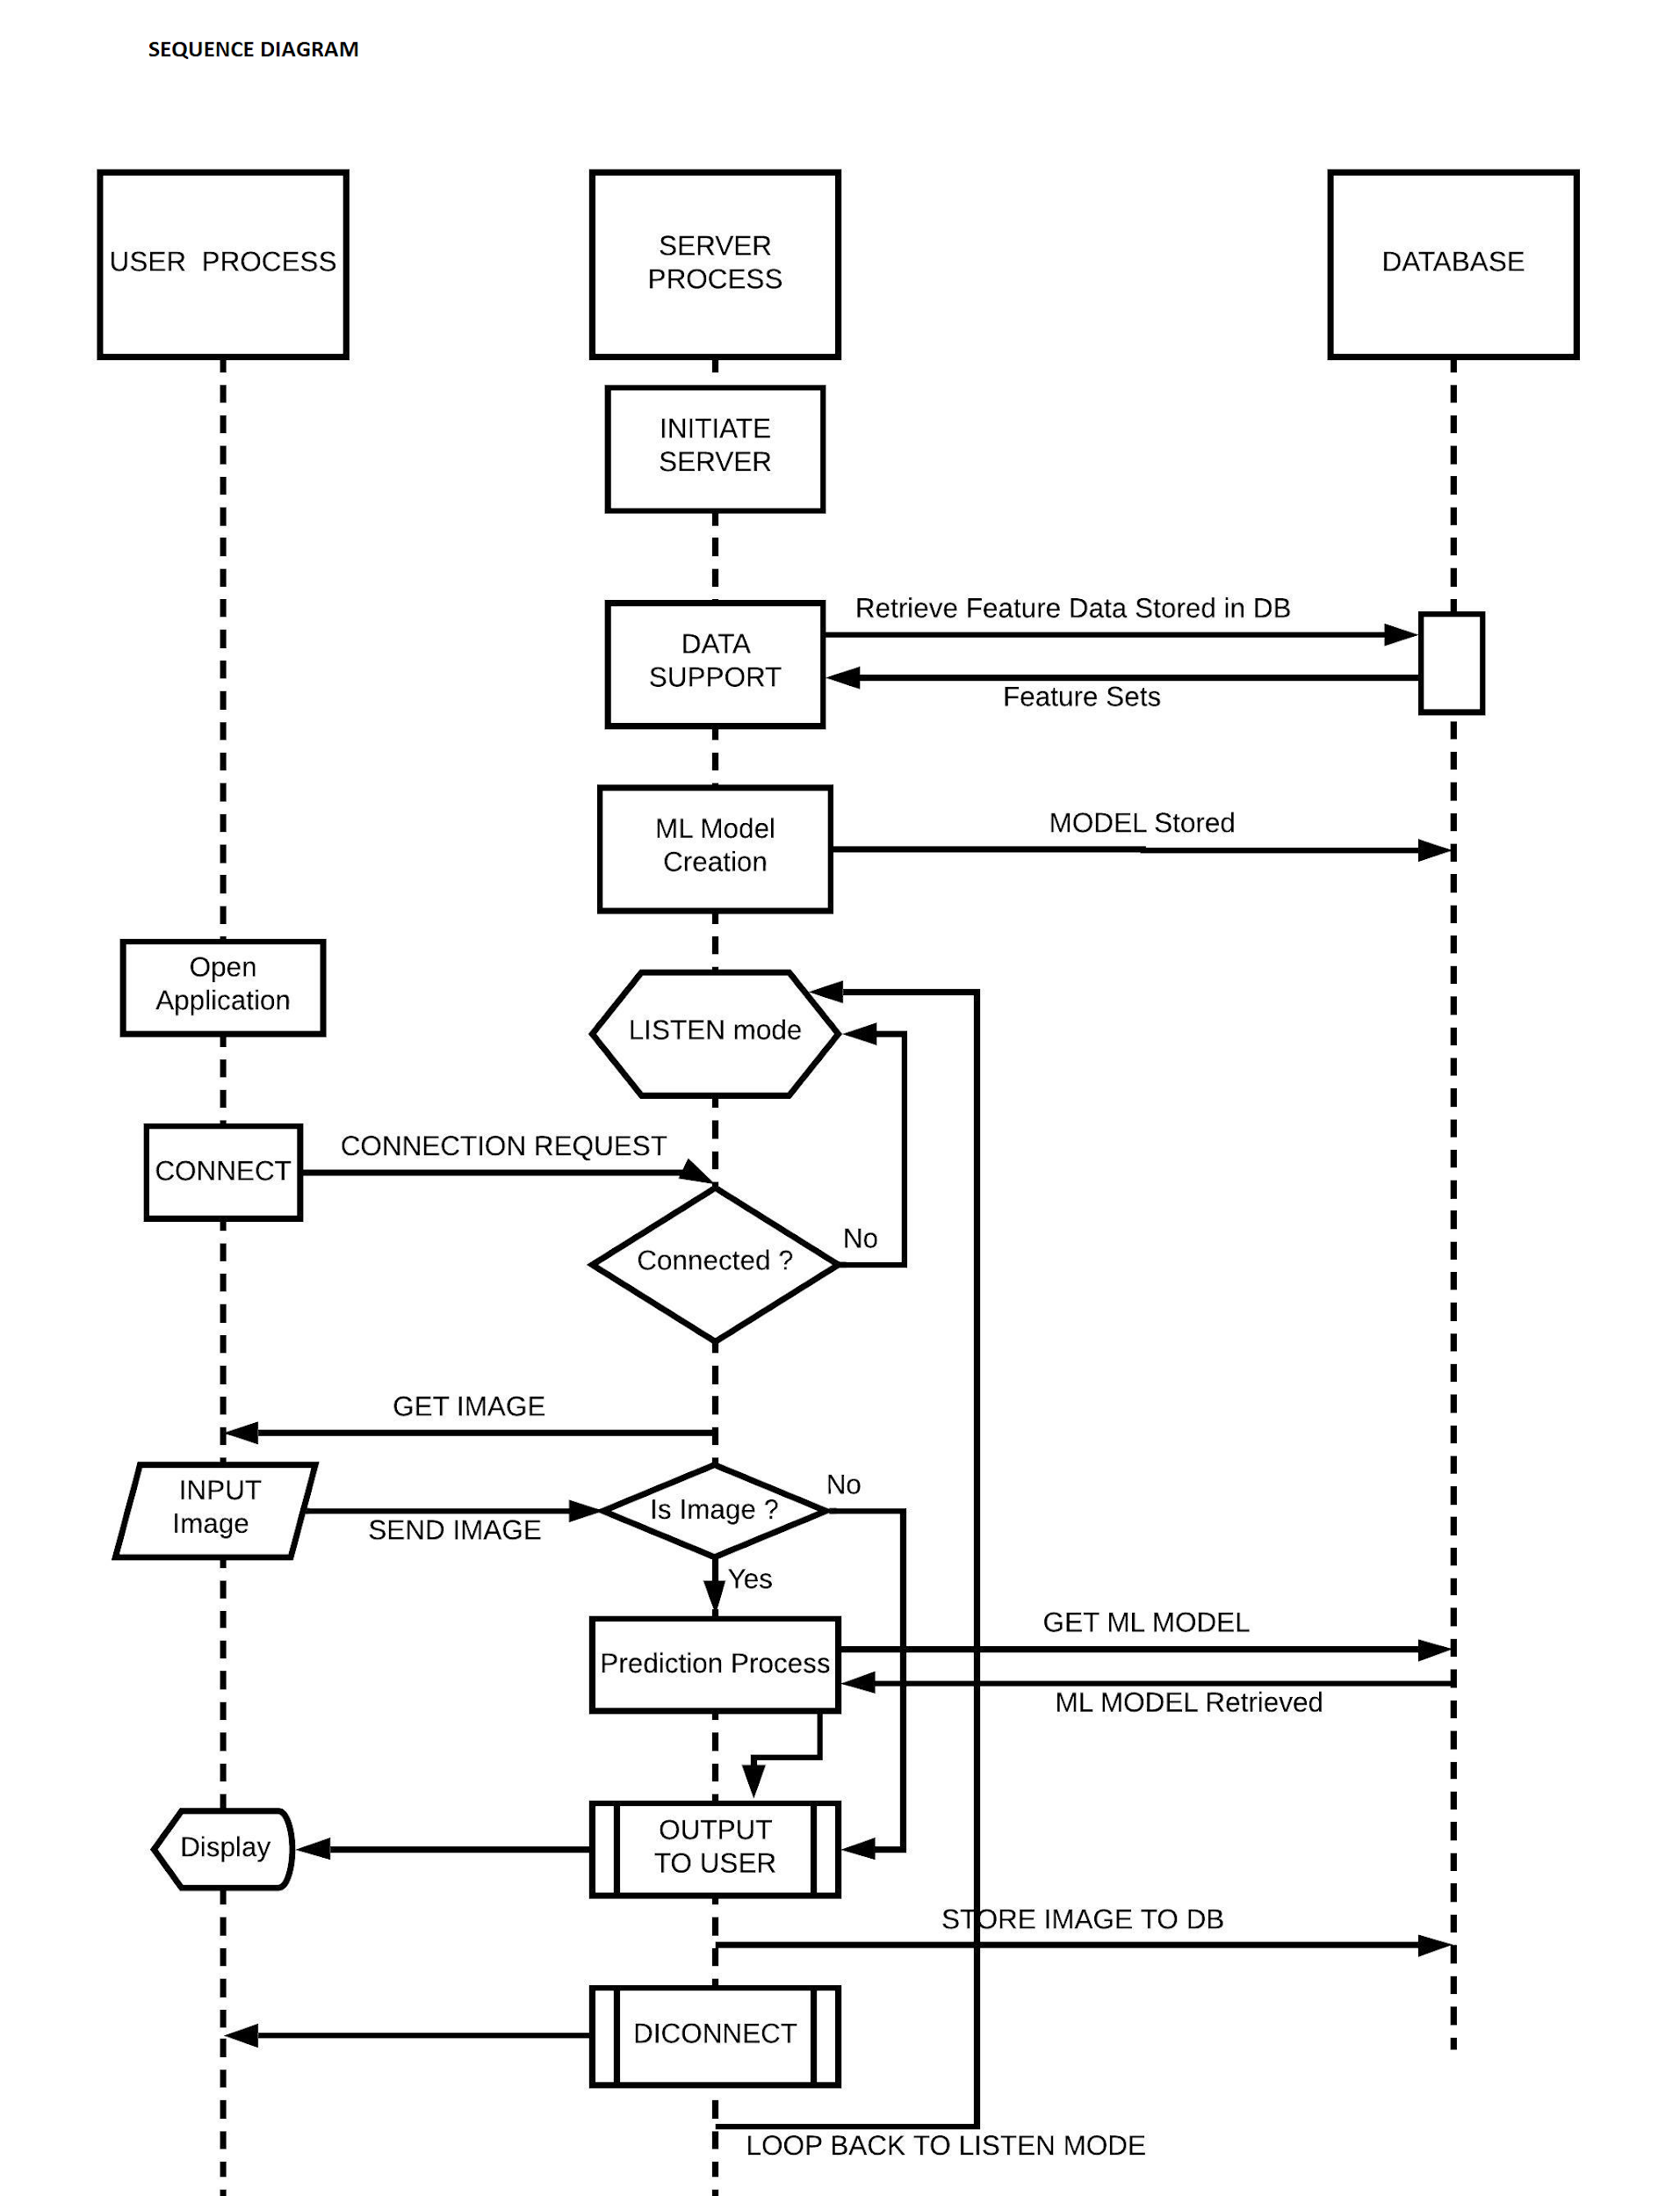 SEQUENCE DIAGRAM
USER PROCESS
SERVER
PROCESS
DATABASE
INITIATE
SERVER
Retrieve Feature Data Stored in DB
DATA
SUPPORT
Feature Sets
MODEL Stored
ML Model
Creation
Open
Application
LISTEN mode
CONNECTION REQUEST
CONNECT
No
Connected ?
GET IMAGE
INPUT
Image
SEND IMAGE
Is Image ?
No
Yes
GET ML MODEL
Prediction Process
ML MODEL Retrieved
Display
OUTPUT
TO USER
STORE IMAGE TO DB
DICONNECT
LOOP BACK TO LISTEN MODE